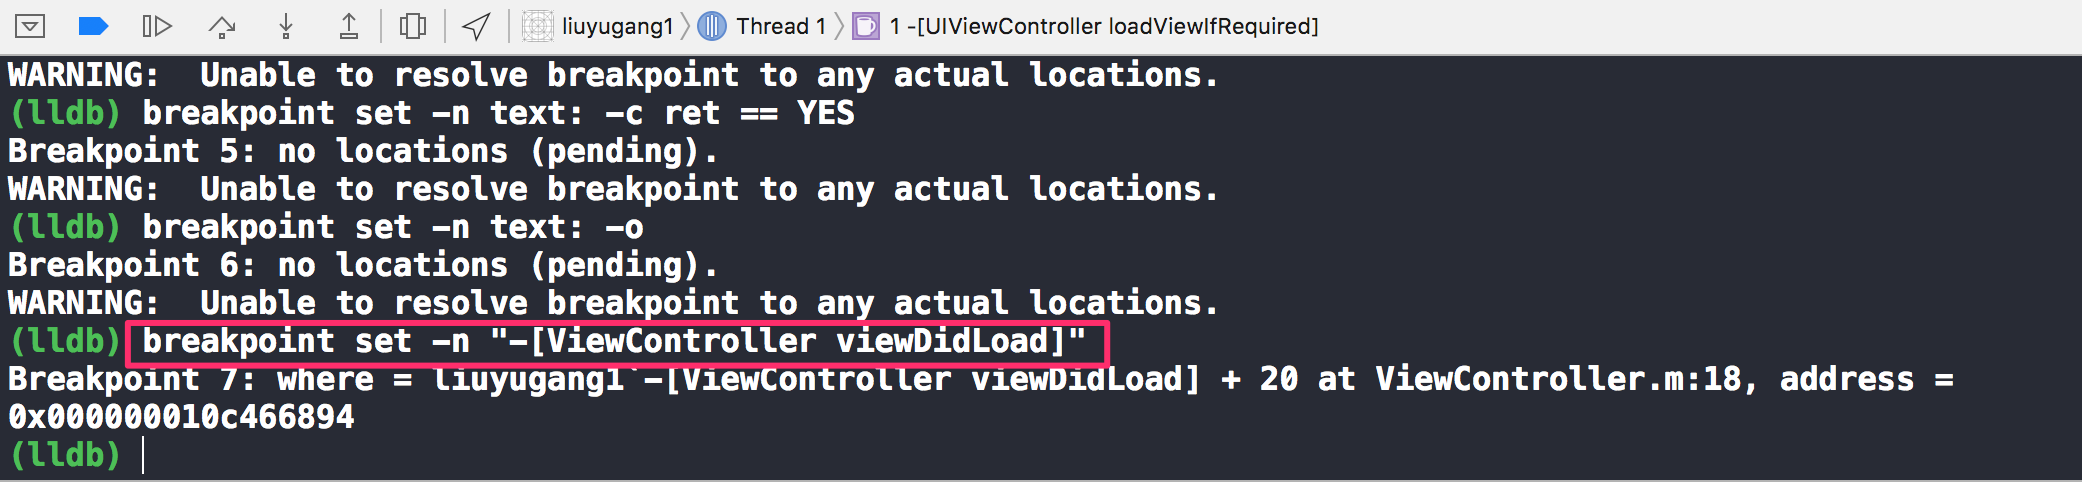 liuyugang1 Thread 1 1 -[UIViewController loadViewIfRequired]
WARNING:  Unable to resolve breakpoint to any actual locations.
(lldb) breakpoint set -n text: -c ret == YES
Breakpoint 5: no locations (pending).
WARNING:  Unable to resolve breakpoint to any actual locations.
(lldb) breakpoint set -n text: -o
Breakpoint 6: no locations (pending).
WARNING:  Unable to resolve breakpoint to any actual locations.
(lldb) breakpoint set -n "-[ViewController viewDidLoad]"
Breakpoint 7: where = liuyugang1`-[ViewController viewDidLoad] + 20 at ViewController.m:18, address =
0x000000010c466894
(lldb)